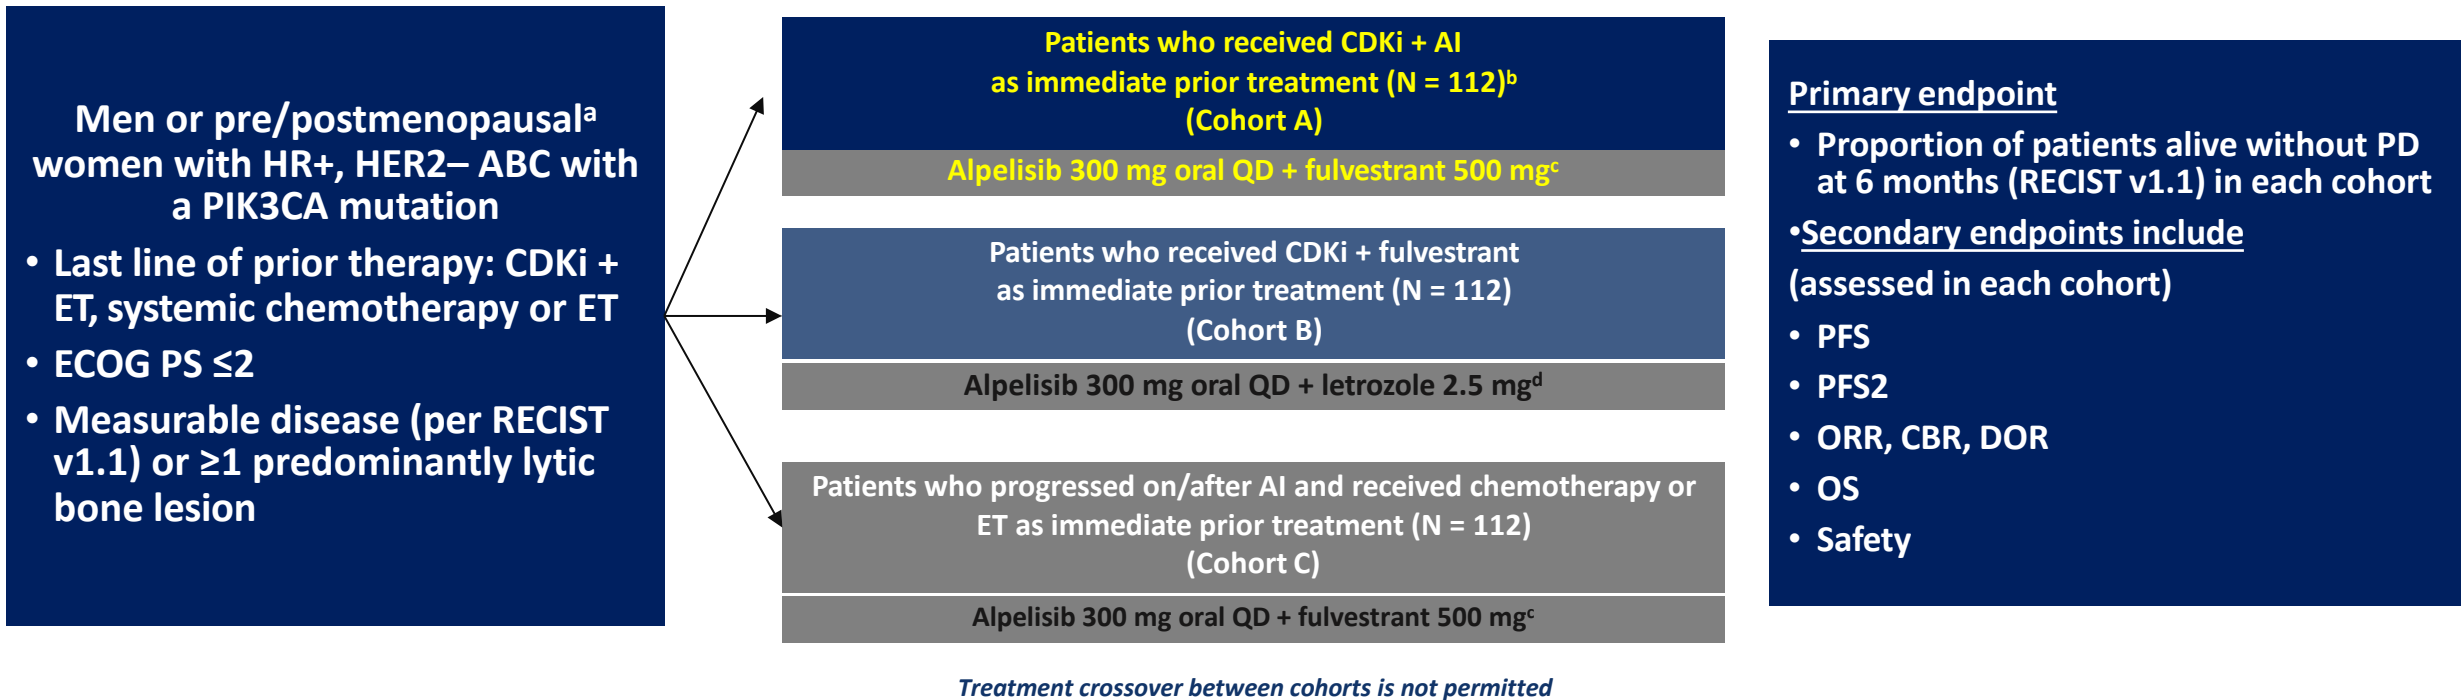 Men or pre/postmenopausalᵃ
women with HR+, HER2– ABC with
a PIK3CA mutation
• Last line of prior therapy: CDKi +
ET, systemic chemotherapy or ET
• ECOG PS ≤2
• Measurable disease (per RECIST
v1.1) or ≥1 predominantly lytic
bone lesion
Patients who received CDKi + AI
as immediate prior treatment (N = 112)ᵇ
(Cohort A)
Alpelisib 300 mg oral QD + fulvestrant 500 mgᶜ
Patients who received CDKi + fulvestrant
as immediate prior treatment (N = 112)
(Cohort B)
Alpelisib 300 mg oral QD + letrozole 2.5 mgᵈ
Patients who progressed on/after AI and received chemotherapy or
ET as immediate prior treatment (N = 112)
(Cohort C)
Alpelisib 300 mg oral QD + fulvestrant 500 mgᶜ
Treatment crossover between cohorts is not permitted
Primary endpoint
• Proportion of patients alive without PD
at 6 months (RECIST v1.1) in each cohort
•Secondary endpoints include
(assessed in each cohort)
• PFS
• PFS2
• ORR, CBR, DOR
• OS
• Safety